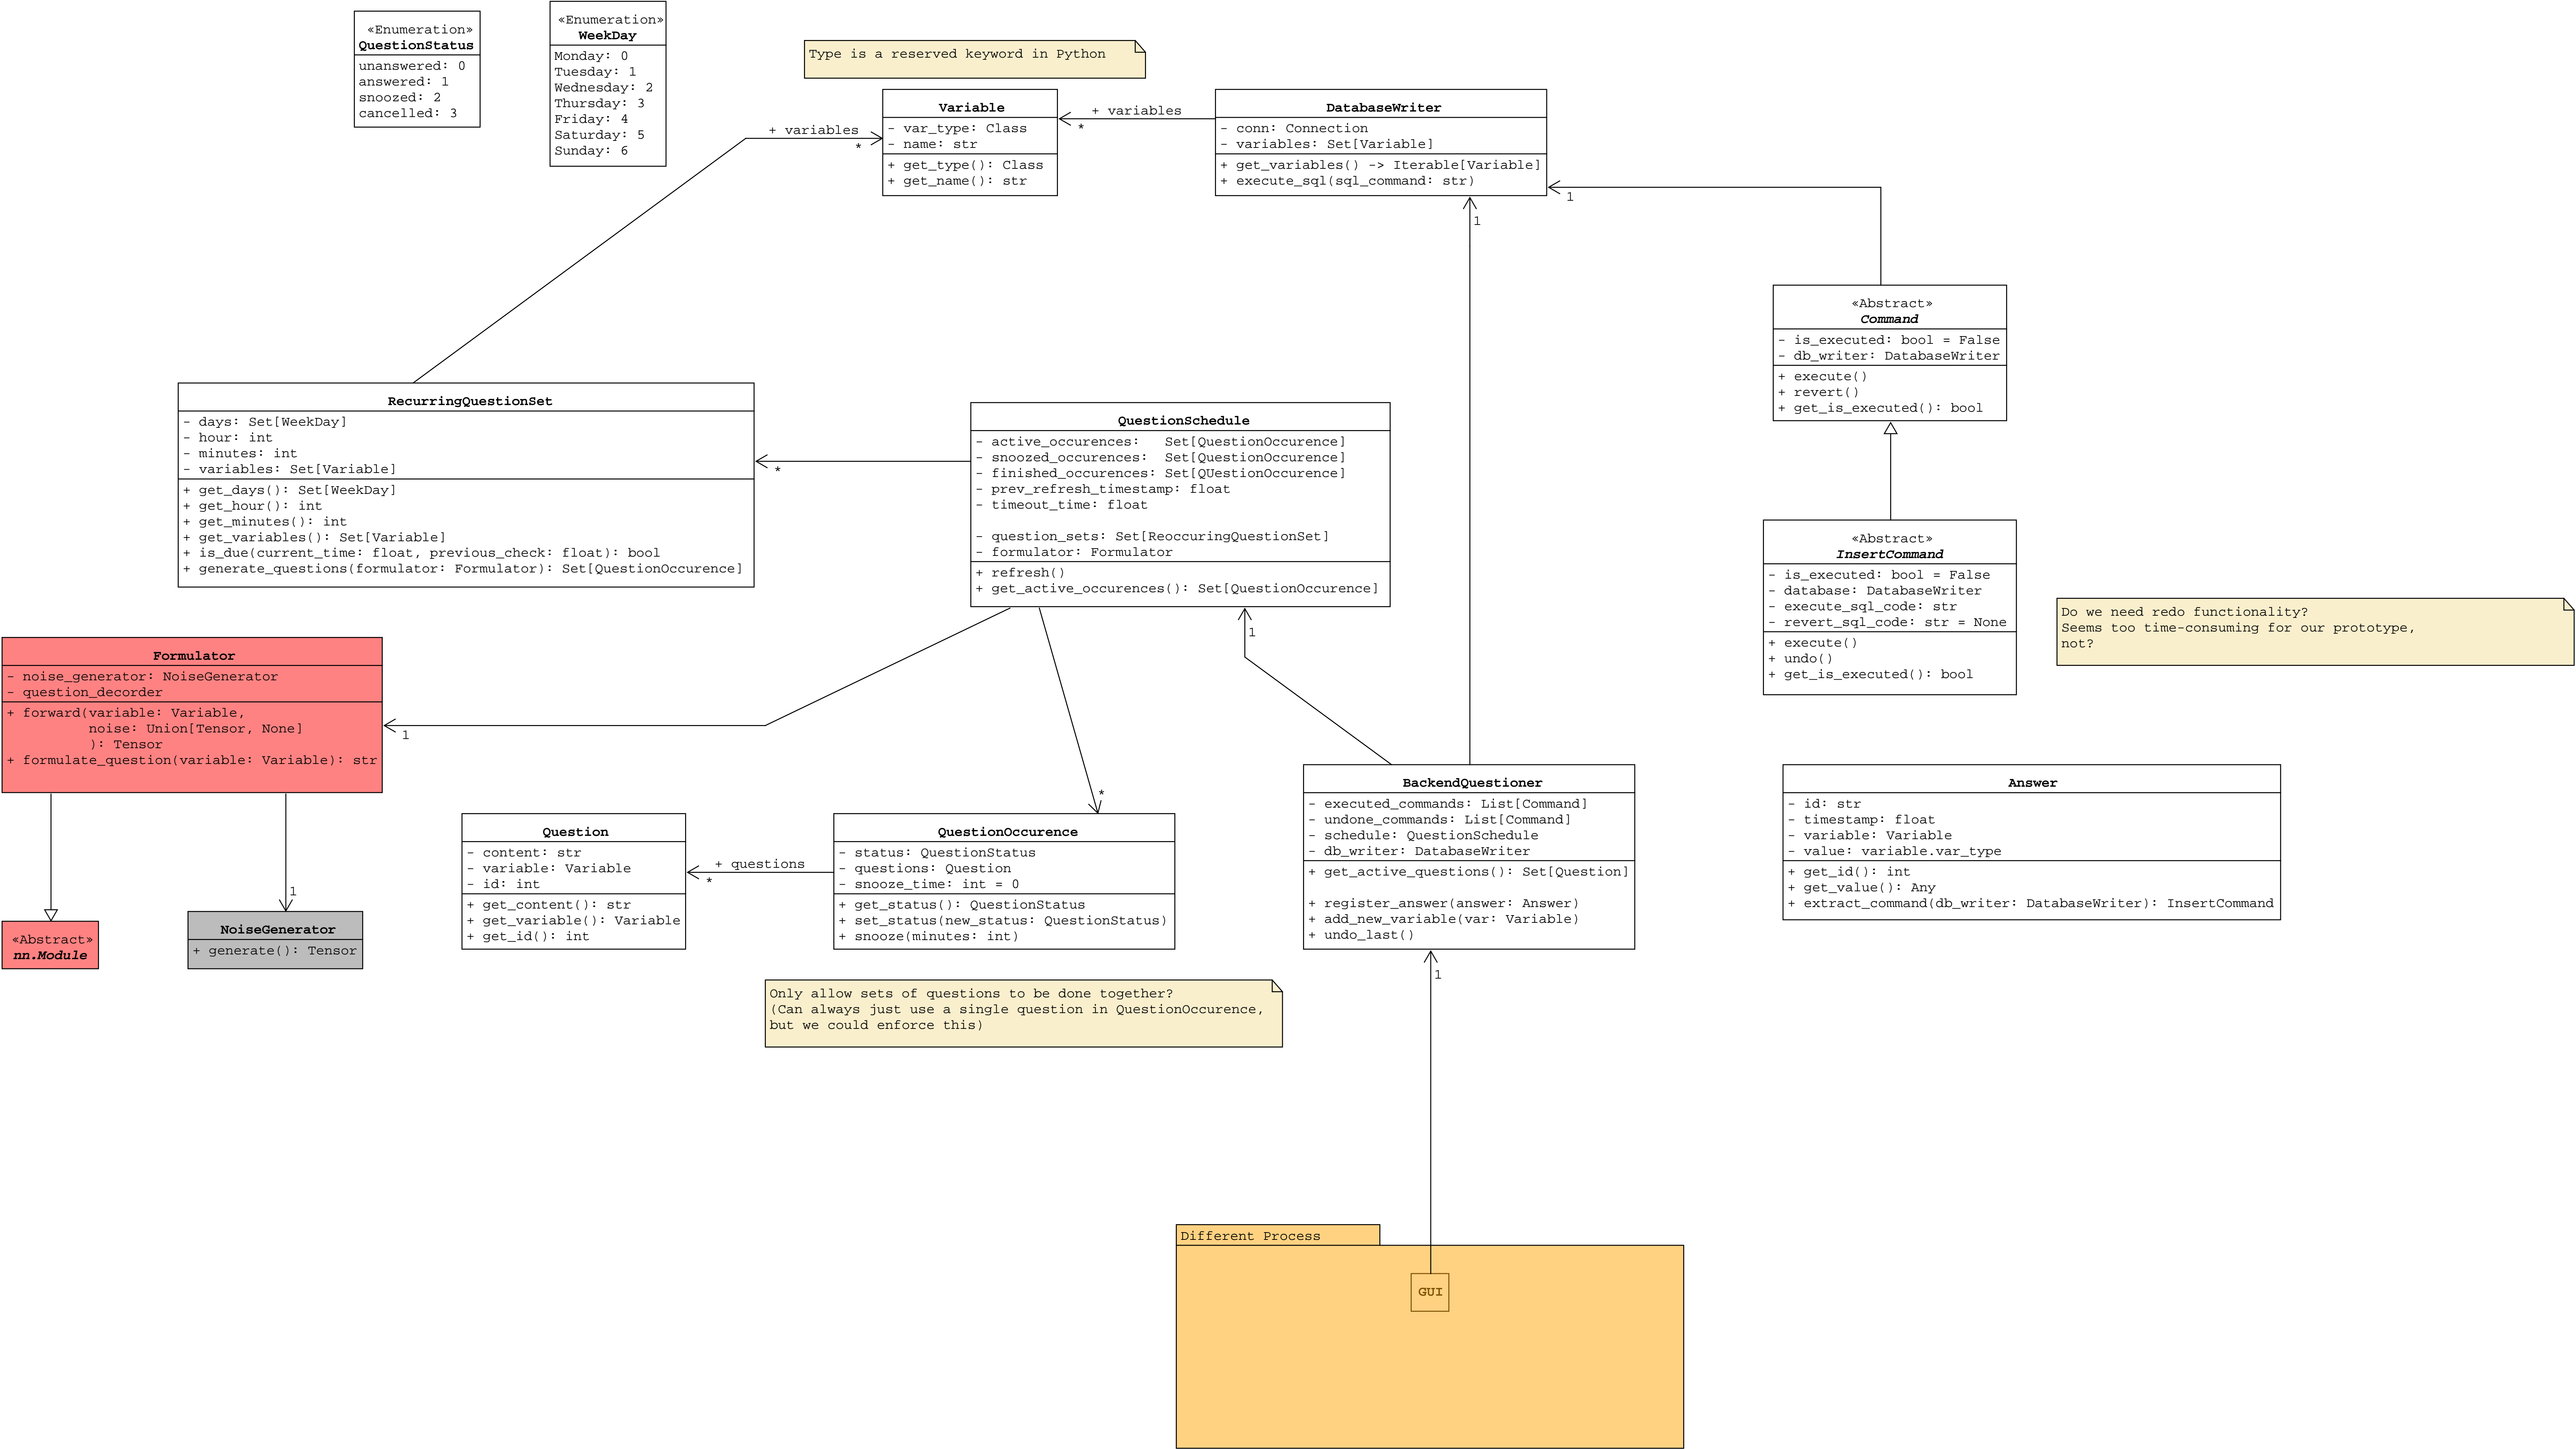 «Enumeration»
QuestionStatus
unanswered: 0
answered: 1
snoozed: 2
cancelled: 3
«Enumeration»
WeekDay
Monday: 0
Tuesday: 1
Wednesday: 2
Thursday: 3
Friday: 4
Saturday: 5
Sunday: 6
Type is a reserved keyword in Python
+ variables
*
Variable
- var_type: Class
- name: str
+ get_type(): Class
+ get_name(): str
+ variables
*
DatabaseWriter
- conn: Connection
- variables: Set[Variable]
+ get_variables() -> Iterable[Variable]
+ execute_sql(sql_command: str)
1
1
«Abstract»
Command
- is_executed: bool = False
- db_writer: DatabaseWriter
+ execute()
+ revert()
+ get_is_executed(): bool
RecurringQuestionSet
- days: Set[WeekDay]
- hour: int
- minutes: int
- variables: Set[Variable]
+ get_days(): Set[WeekDay]
+ get_hour(): int
+ get_minutes(): int
+ get_variables(): Set[Variable]
+ is_due(current_time: float, previous_check: float): bool
+ generate_questions(formulator: Formulator): Set[QuestionOccurence]
*
QuestionSchedule
- active_occurences:   Set[QuestionOccurence]
- snoozed_occurences:  Set[QuestionOccurence]
- finished_occurences: Set[QUestionOccurence]
- prev_refresh_timestamp: float
- timeout_time: float
- question_sets: Set[ReoccuringQuestionSet]
- formulator: Formulator
+ refresh()
+ get_active_occurences(): Set[QuestionOccurence]
«Abstract»
InsertCommand
- is_executed: bool = False
- database: DatabaseWriter
- execute_sql_code: str
- revert_sql_code: str = None
+ execute()
+ undo()
+ get_is_executed(): bool
Do we need redo functionality?
Seems too time-consuming for our prototype,
not?
Formulator
- noise_generator: NoiseGenerator
- question_decorder
+ forward(variable: Variable,
noise: Union[Tensor, None]
): Tensor
+ formulate_question(variable: Variable): str
1
1
*
1
«Abstract»
nn.Module
NoiseGenerator
+ generate(): Tensor
Question
- content: str
- variable: Variable
- id: int
+ get_content(): str
+ get_variable(): Variable
+ get_id(): int
+ questions
*
QuestionOccurence
- status: QuestionStatus
- questions: Question
- snooze_time: int = 0
+ get_status(): QuestionStatus
+ set_status(new_status: QuestionStatus)
+ snooze(minutes: int)
BackendQuestioner
- executed_commands: List[Command]
- undone_commands: List[Command]
- schedule: QuestionSchedule
- db_writer: DatabaseWriter
+ get_active_questions(): Set[Question]
+ register_answer(answer: Answer)
+ add_new_variable(var: Variable)
+ undo_last()
1
Answer
- id: str
- timestamp: float
- variable: Variable
- value: variable.var_type
+ get_id(): int
+ get_value(): Any
+ extract_command(db_writer: DatabaseWriter): InsertCommand
Only allow sets of questions to be done together?
(Can always just use a single question in QuestionOccurence,
but we could enforce this)
Different Process
GUI